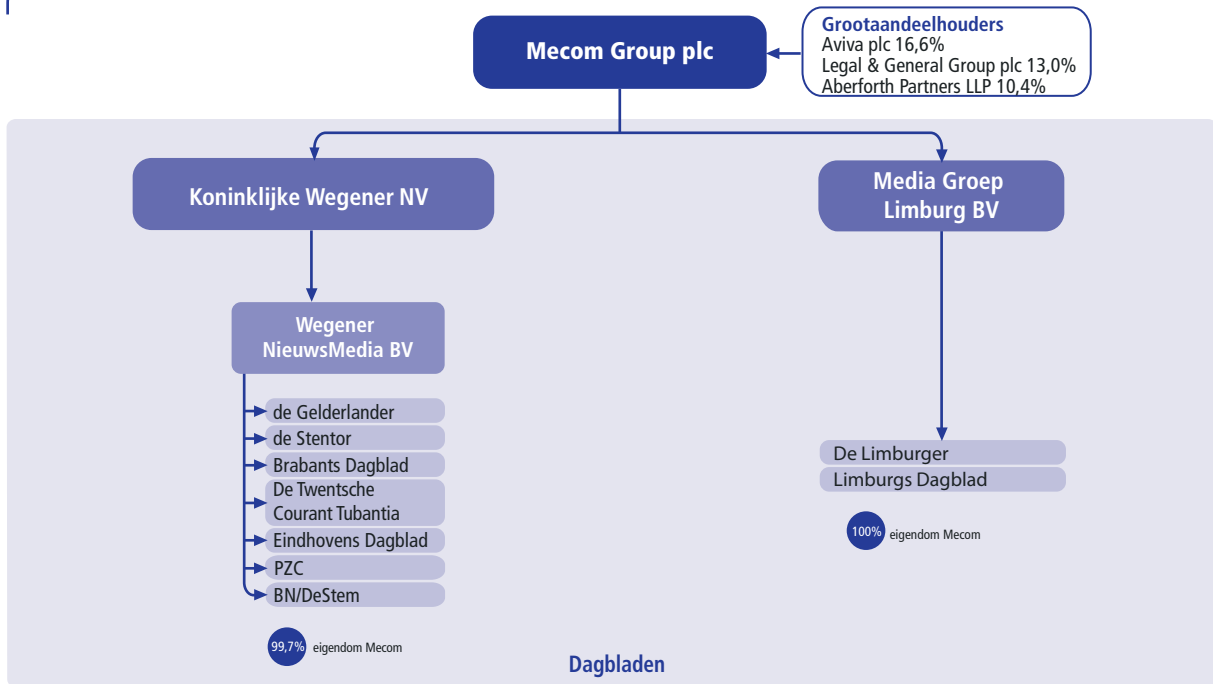 Mecom Group plc
Grootaandeelhouders
Aviva plc 16,6%
Legal & General Group plc 13,0%
Aberforth Partners LLP 10,4%
Koninklijke Wegener NV
Media Groep
Limburg BV
Wegener
NieuwsMedia BV
de Gelderlander
de Stentor
Brabants Dagblad
De Twentsche
Courant Tubantia
Eindhovens Dagblad
PZC
BN/DeStem
99,7% eigendom Mecom
De Limburger
Limburgs Dagblad
100% eigendom Mecom
Dagbladen